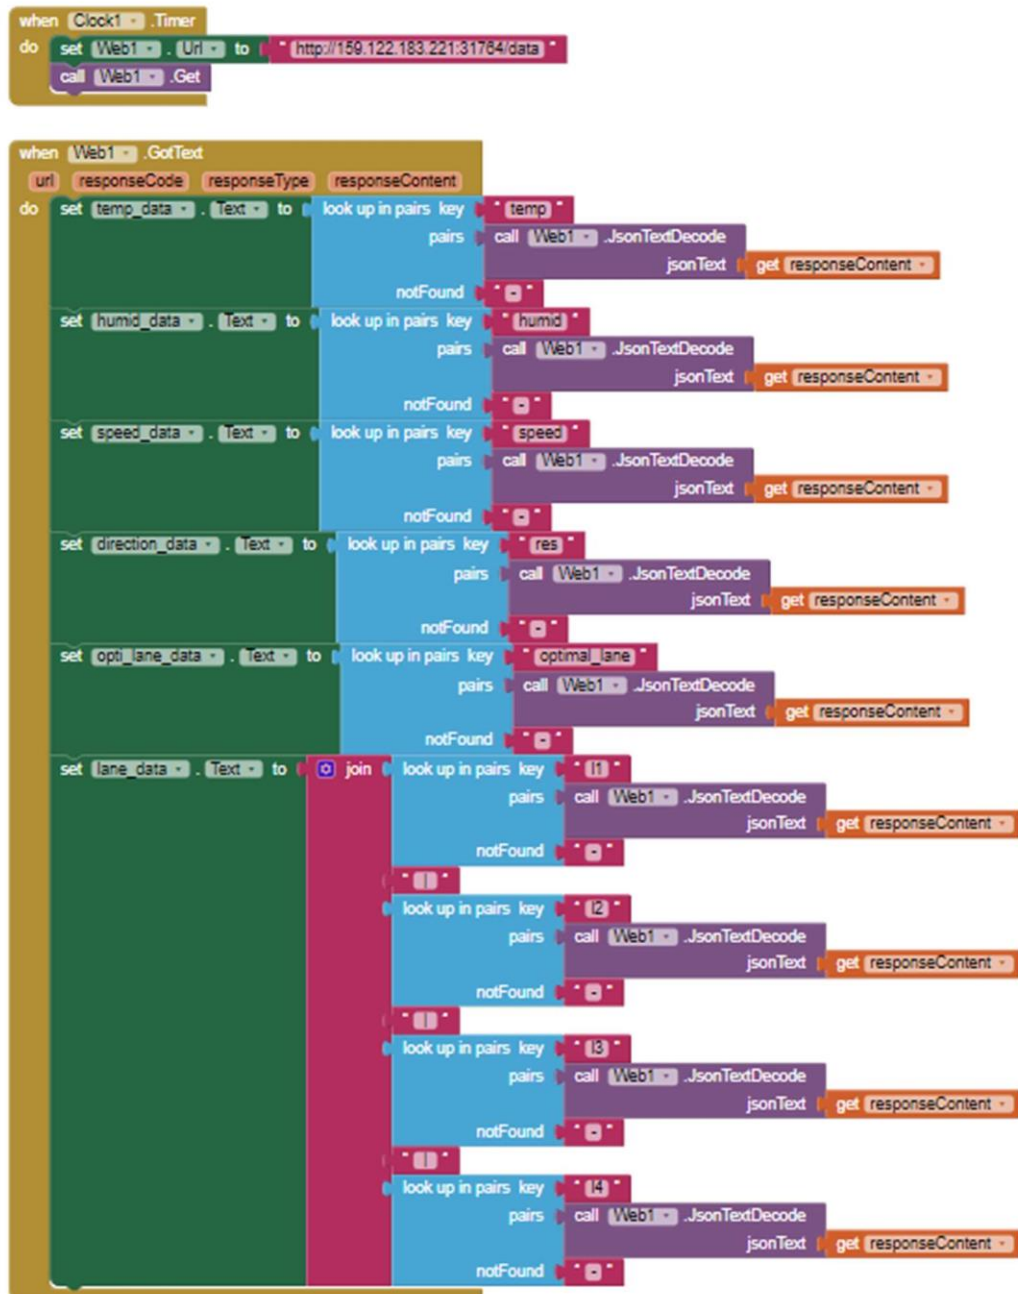 when Clock1 .Timer
do set Web1 . Url to " http://159.122.183.221:31764/data "
call Web1 .Get
when Web1 .GotText
url responseCode responseType responseContent
do set temp_data . Text to look up in pairs key " temp "
pairs call Web1 .JsonTextDecode
jsonText get responseContent
notFound " - "
set humid_data . Text to look up in pairs key " humid "
pairs call Web1 .JsonTextDecode
jsonText get responseContent
notFound " - "
set speed_data . Text to look up in pairs key " speed "
pairs call Web1 .JsonTextDecode
jsonText get responseContent
notFound " - "
set direction_data . Text to look up in pairs key " res "
pairs call Web1 .JsonTextDecode
jsonText get responseContent
notFound " - "
set opti_lane_data . Text to look up in pairs key " optimal_lane "
pairs call Web1 .JsonTextDecode
jsonText get responseContent
notFound " - "
set lane_data . Text to join look up in pairs key " l1 "
pairs call Web1 .JsonTextDecode
jsonText get responseContent
notFound " - "
" | "
look up in pairs key " l2 "
pairs call Web1 .JsonTextDecode
jsonText get responseContent
notFound " - "
" | "
look up in pairs key " l3 "
pairs call Web1 .JsonTextDecode
jsonText get responseContent
notFound " - "
" | "
look up in pairs key " l4 "
pairs call Web1 .JsonTextDecode
jsonText get responseContent
notFound " - "